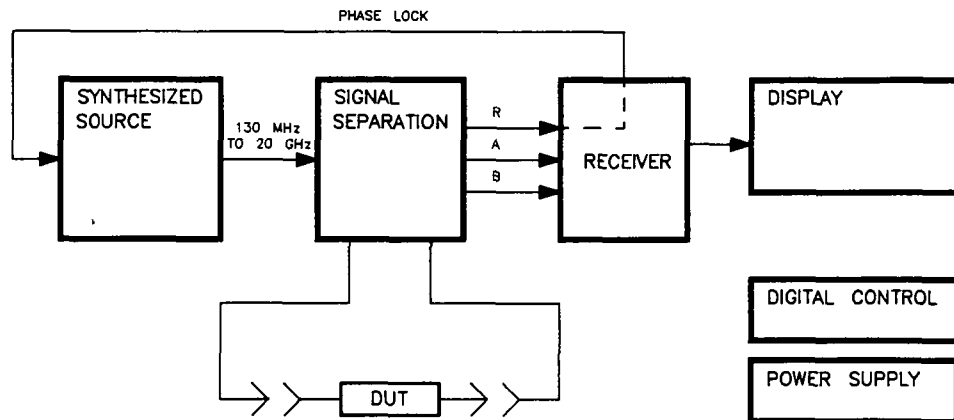 PHASE LOCK
SYNTHESIZED
SOURCE
130 MHz
TO 20 GHz
SIGNAL
SEPARATION
R
A
B
RECEIVER
DISPLAY
DIGITAL CONTROL
POWER SUPPLY
DUT